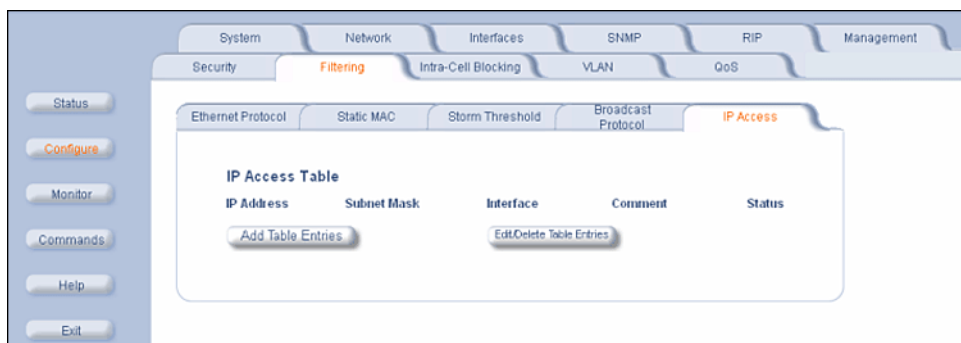 System Network Interfaces SNMP RIP Management
Security Filtering Intra-Cell Blocking VLAN QoS
Status
Configure
Monitor
Commands
Help
Exit
Ethernet Protocol Static MAC Storm Threshold Broadcast Protocol IP Access
IP Access Table
IP Address Subnet Mask Interface Comment Status
Add Table Entries Edit/Delete Table Entries